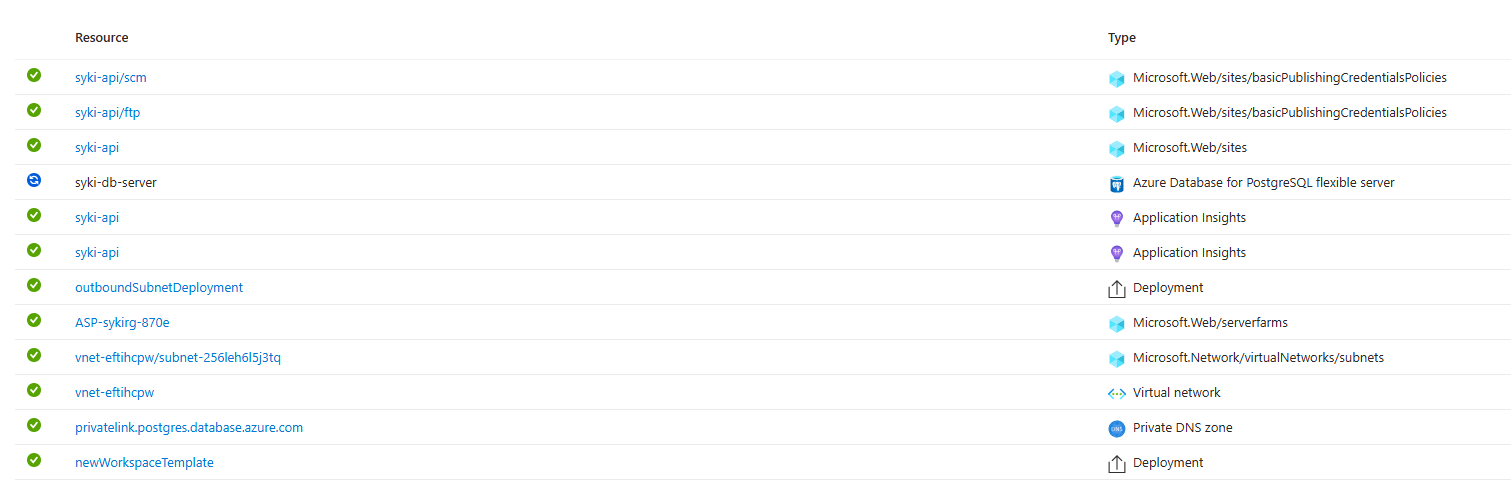 Resource Type
syki-api/scm Microsoft.Web/sites/basicPublishingCredentialsPolicies
syki-api/ftp Microsoft.Web/sites/basicPublishingCredentialsPolicies
syki-api Microsoft.Web/sites
syki-db-server Azure Database for PostgreSQL flexible server
syki-api Application Insights
syki-api Application Insights
outboundSubnetDeployment Deployment
ASP-sykirg-870e Microsoft.Web/serverfarms
vnet-eftihcpw/subnet-256leh6l5j3tq Microsoft.Network/virtualNetworks/subnets
vnet-eftihcpw Virtual network
privatelink.postgres.database.azure.com Private DNS zone
newWorkspaceTemplate Deployment